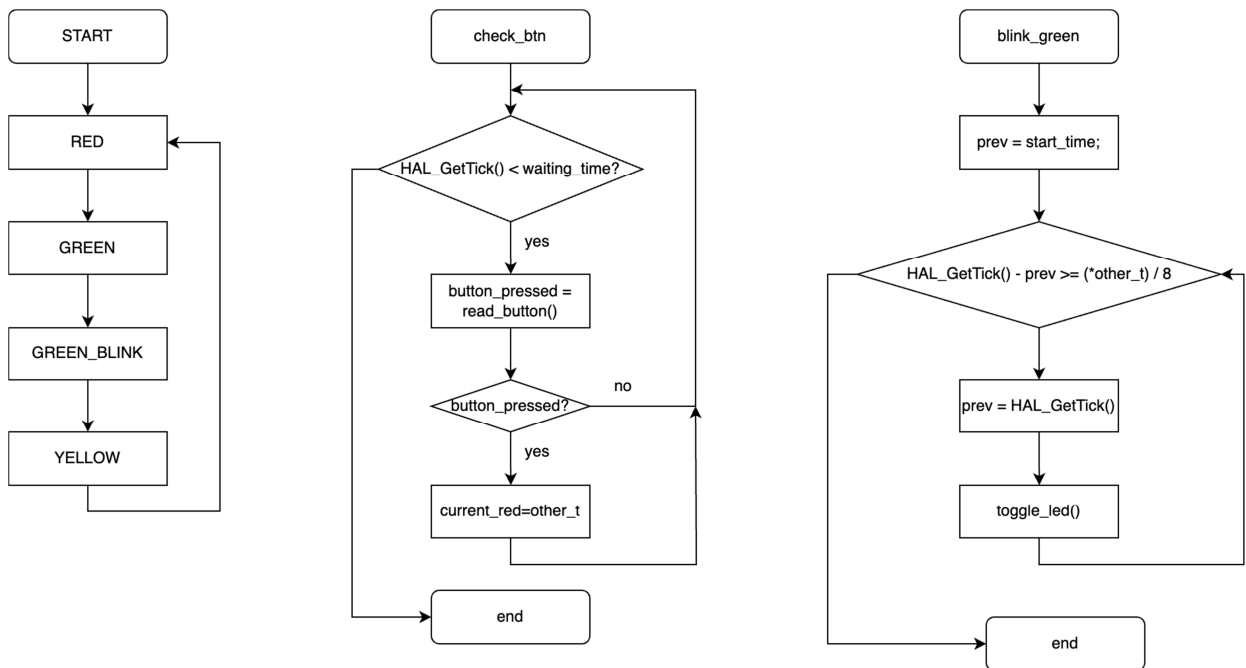 START
RED
GREEN
GREEN_BLINK
YELLOW
check_btn
HAL_GetTick() < waiting_time?
yes
button_pressed =
read_button()
button_pressed?
no
yes
current_red=other_t
end
blink_green
prev = start_time;
HAL_GetTick() - prev >= (*other_t) / 8
prev = HAL_GetTick()
toggle_led()
end